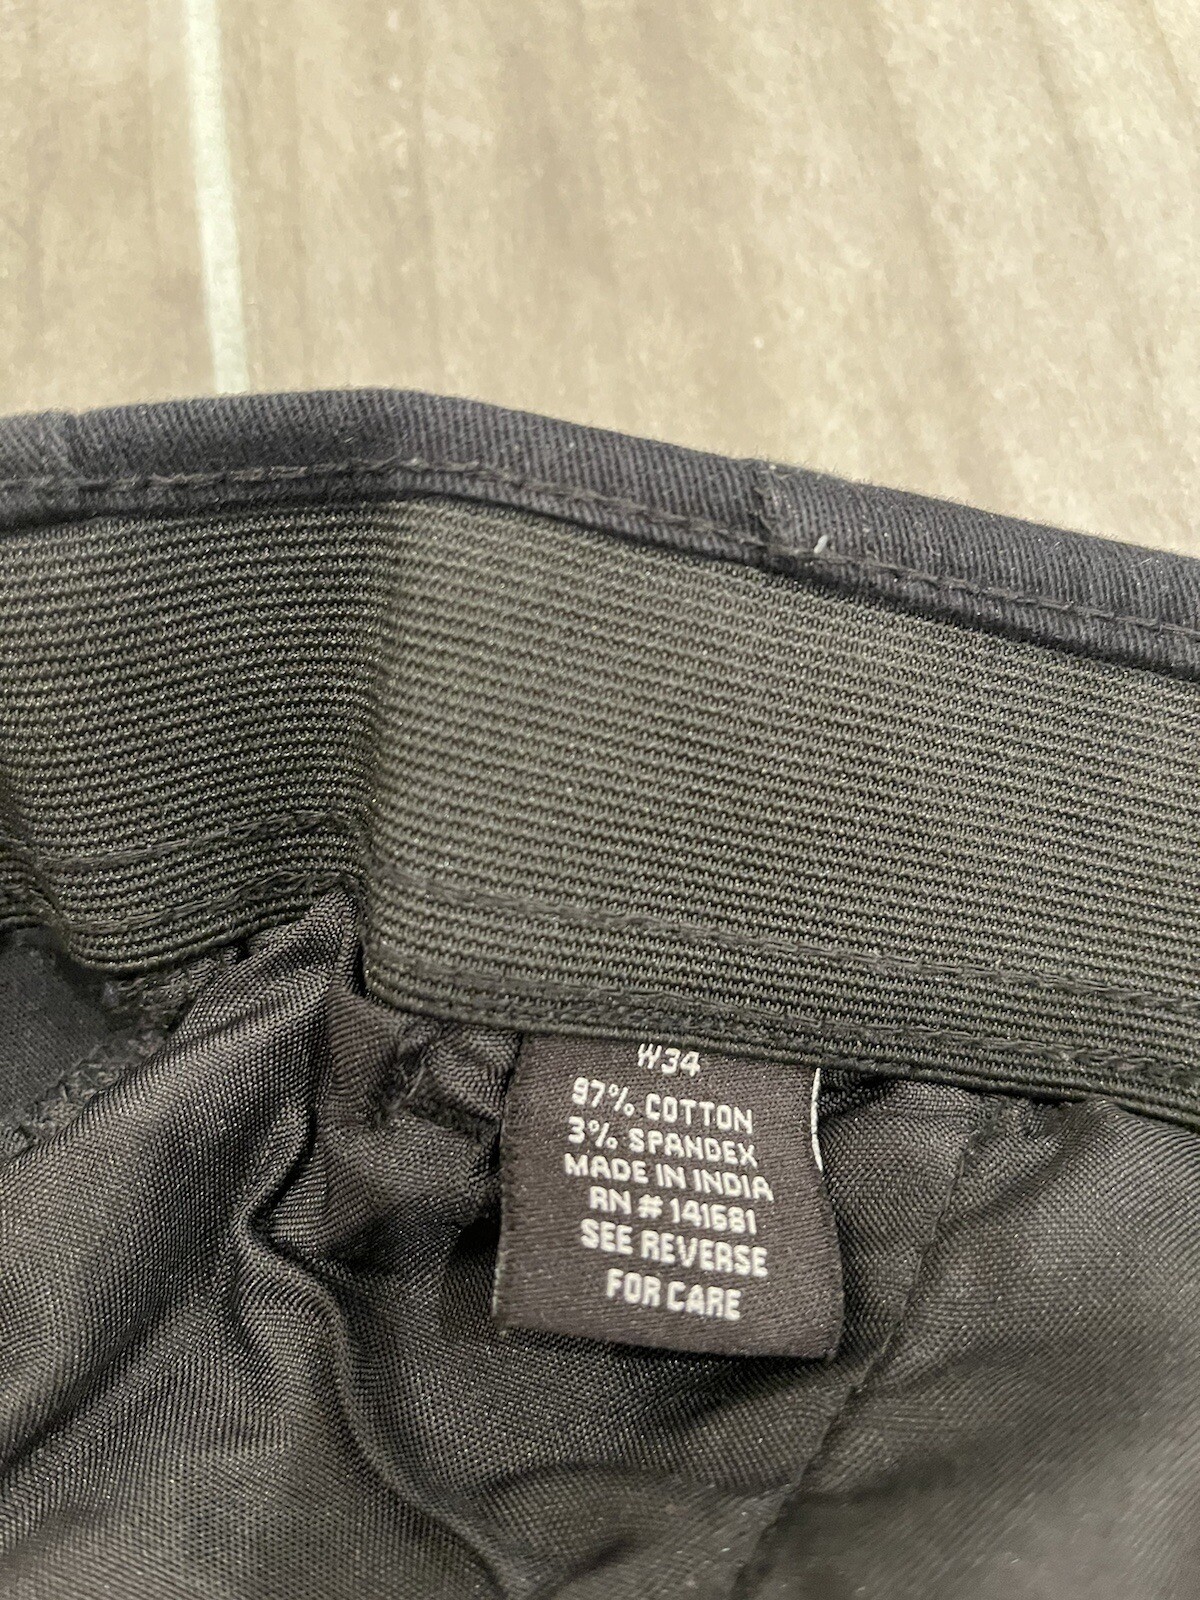 W34
97% COTTON
3% SPANDEX
MADE IN INDIA
RN # 141681
SEE REVERSE
FOR CARE